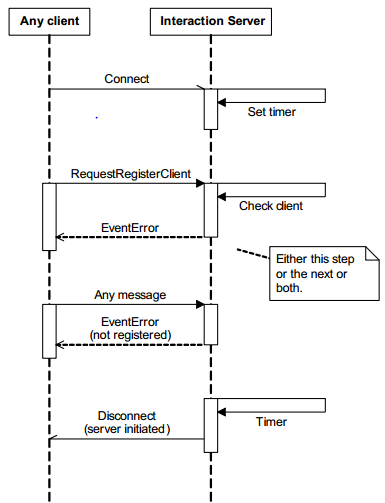 Any client
Interaction Server
Connect
Set timer
RequestRegisterClient
Check client
EventError
Either this step
or the next or
both.
Any message
EventError
(not registered)
Disconnect
(server initiated)
Timer